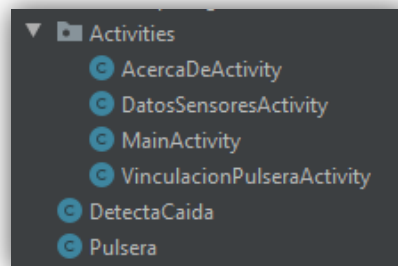 Activities
AcercaDeActivity
DatosSensoresActivity
MainActivity
VinculacionPulseraActivity
DetectaCaida
Pulsera